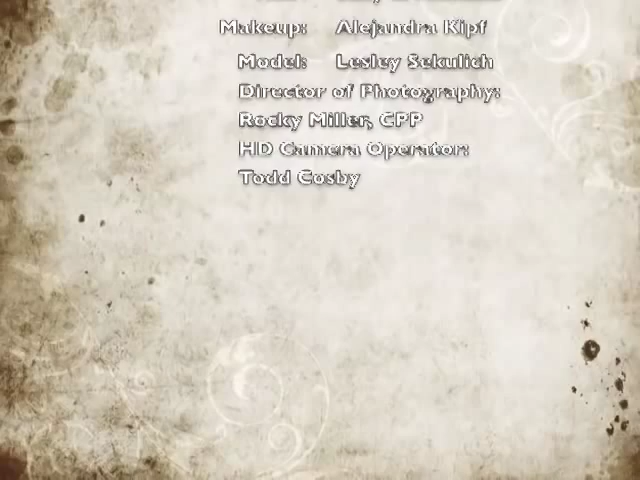 Makeup: Alejandra Kipf
Model: Lesley Sekulich
Director of Photography:
Rocky Miller, CPP
HD Camera Operator:
Todd Cosby